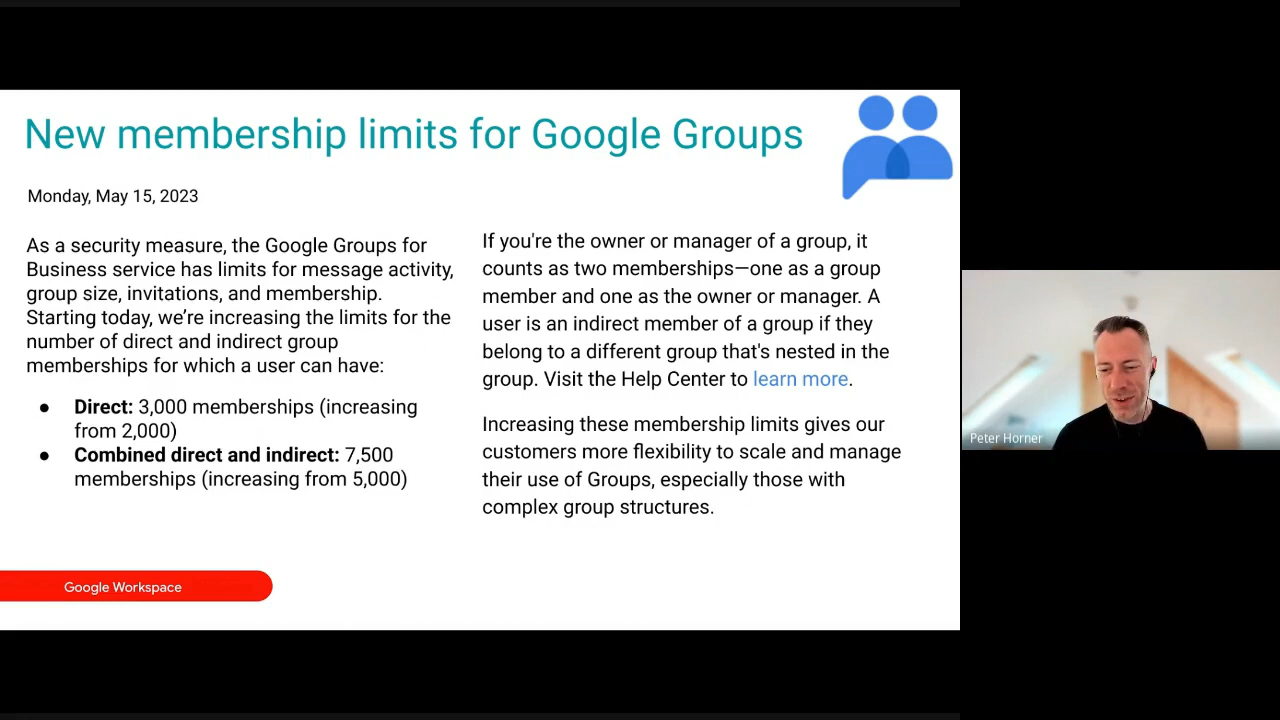 New membership limits for Google Groups
Monday, May 15, 2023
As a security measure, the Google Groups for
Business service has limits for message activity,
group size, invitations, and membership.
Starting today, we’re increasing the limits for the
number of direct and indirect group
memberships for which a user can have:
● Direct: 3,000 memberships (increasing
from 2,000)
● Combined direct and indirect: 7,500
memberships (increasing from 5,000)
If you're the owner or manager of a group, it
counts as two memberships—one as a group
member and one as the owner or manager. A
user is an indirect member of a group if they
belong to a different group that's nested in the
group. Visit the Help Center to learn more.
Increasing these membership limits gives our
customers more flexibility to scale and manage
their use of Groups, especially those with
complex group structures.
Google Workspace
Peter Horner